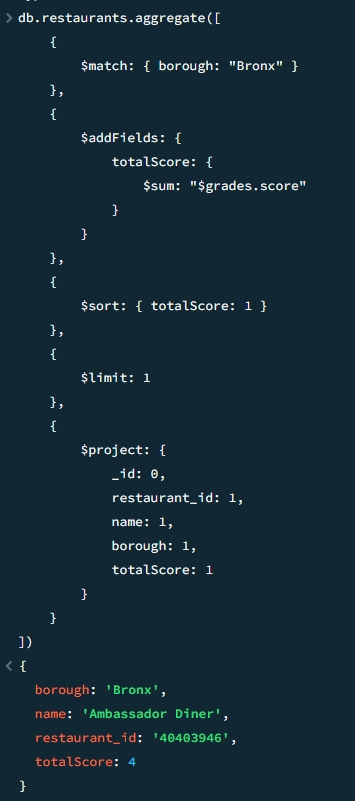 > db.restaurants.aggregate([
    {
        $match: { borough: "Bronx" }
    },
    {
        $addFields: {
            totalScore: {
                $sum: "$grades.score"
            }
        }
    },
    {
        $sort: { totalScore: 1 }
    },
    {
        $limit: 1
    },
    {
        $project: {
            _id: 0,
            restaurant_id: 1,
            name: 1,
            borough: 1,
            totalScore: 1
        }
    }
])
< {
  borough: 'Bronx',
  name: 'Ambassador Diner',
  restaurant_id: '40403946',
  totalScore: 4
}